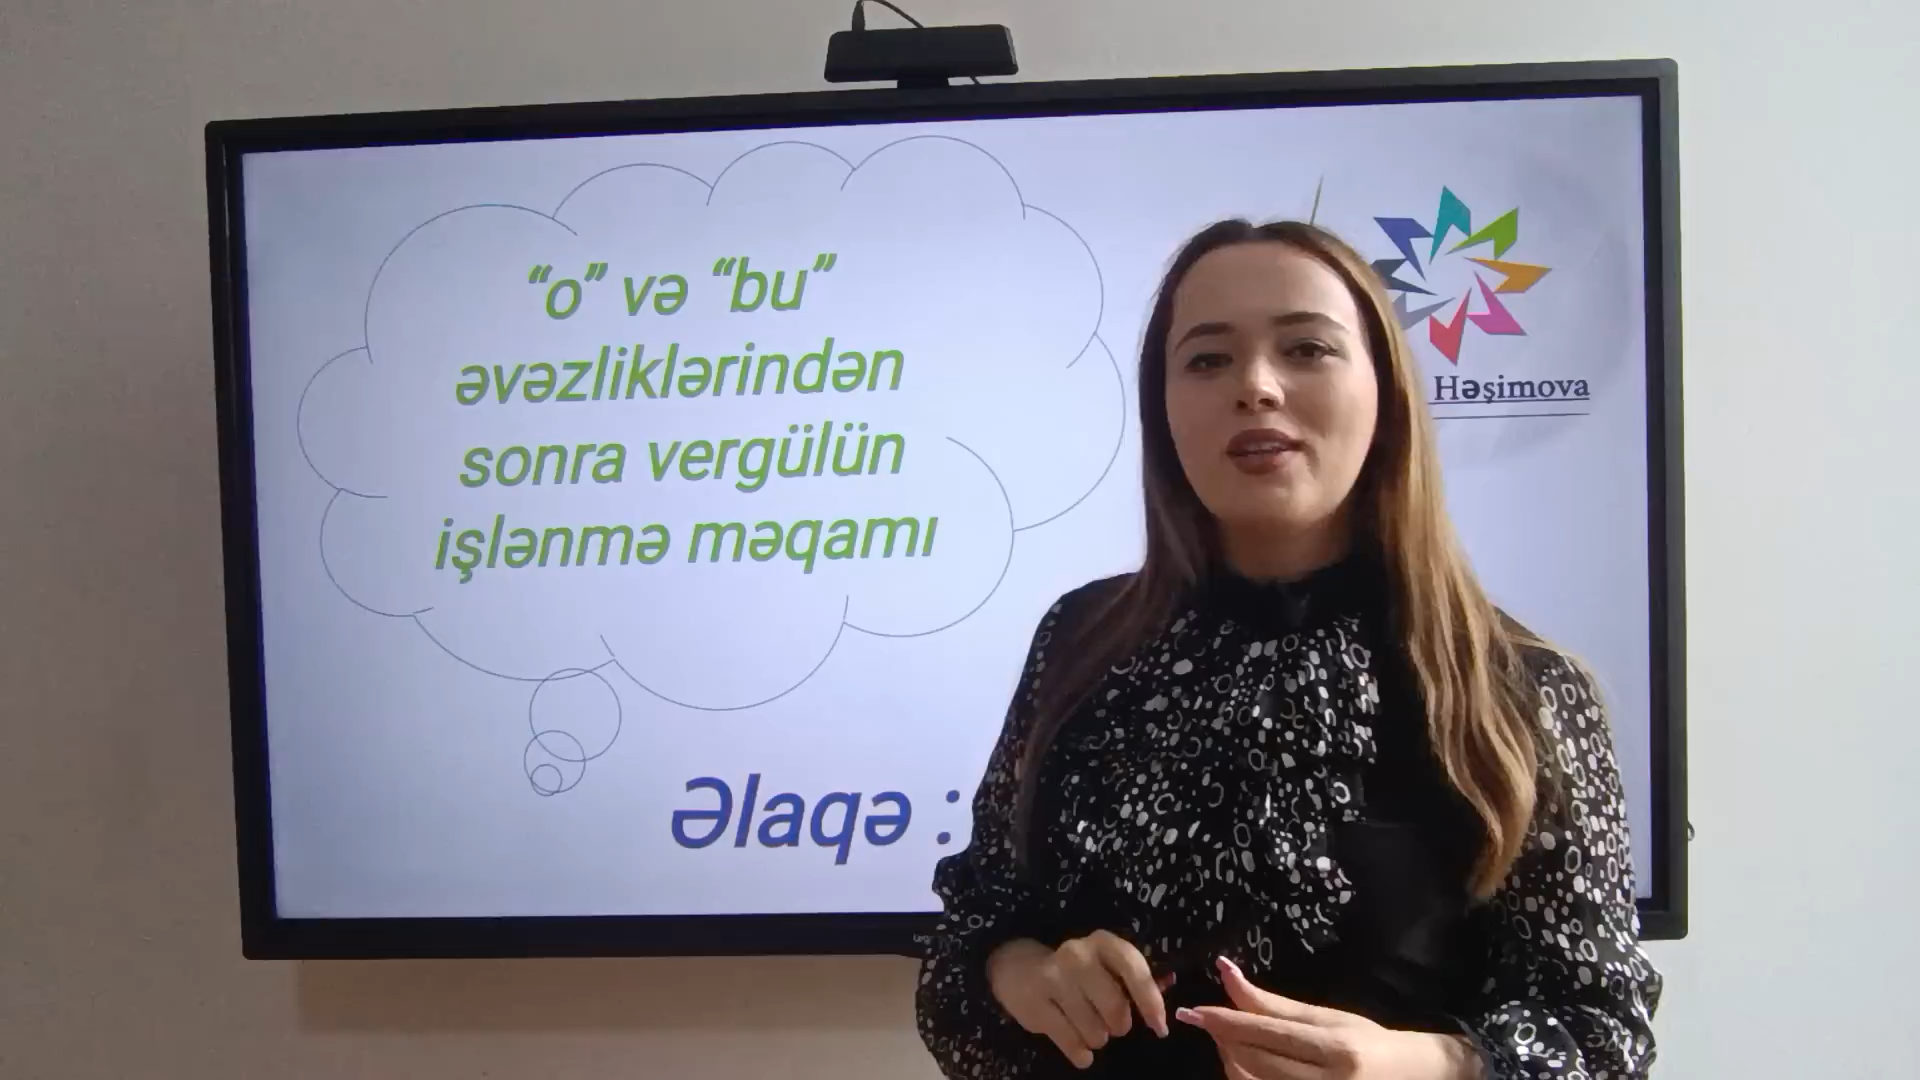 “o” və “bu”
əvəzliklərindən
sonra vergülün
işlənmə məqamı
Həşimova
Əlaqə :